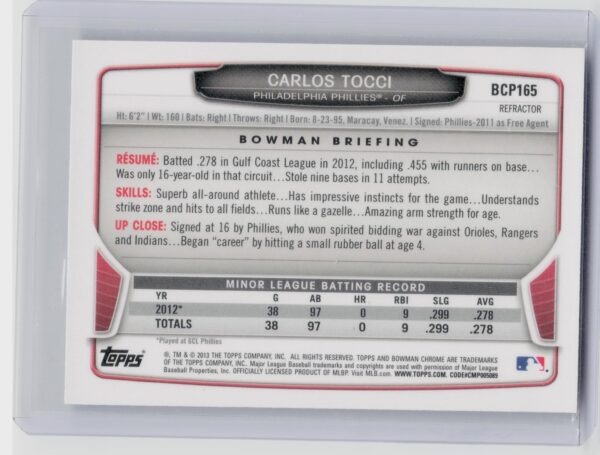 CARLOS TOCCI
PHILADELPHIA PHILLIES® - OF
BCP165
REFRACTOR
Ht: 6'2" | Wt: 160 | Bats: Right | Throws: Right | Born: 8-23-95, Maracay, Venez. | Signed: Phillies-2011 as Free Agent
BOWMAN BRIEFING
RÉSUMÉ: Batted .278 in Gulf Coast League in 2012, including .455 with runners on base...
Was only 16-year-old in that circuit...Stole nine bases in 11 attempts.
SKILLS: Superb all-around athlete...Has impressive instincts for the game...Understands
strike zone and hits to all fields...Runs like a gazelle...Amazing arm strength for age.
UP CLOSE: Signed at 16 by Phillies, who won spirited bidding war against Orioles, Rangers
and Indians...Began "career" by hitting a small rubber ball at age 4.
MINOR LEAGUE BATTING RECORD
YR G AB HR RBI SLG AVG
2012* 38 97 0 9 .299 .278
TOTALS 38 97 0 9 .299 .278
*Played at GCL Phillies
Topps
®, TM & © 2013 THE TOPPS COMPANY, INC. ALL RIGHTS RESERVED. TOPPS AND BOWMAN CHROME ARE TRADEMARKS
OF THE TOPPS COMPANY, INC. Major League Baseball trademarks and copyrights are used with permission of Major League
Baseball Properties, Inc. OFFICIALLY LICENSED PRODUCT OF MLBP. Visit MLB.com WWW.TOPPS.COM. CODE#CMP005089